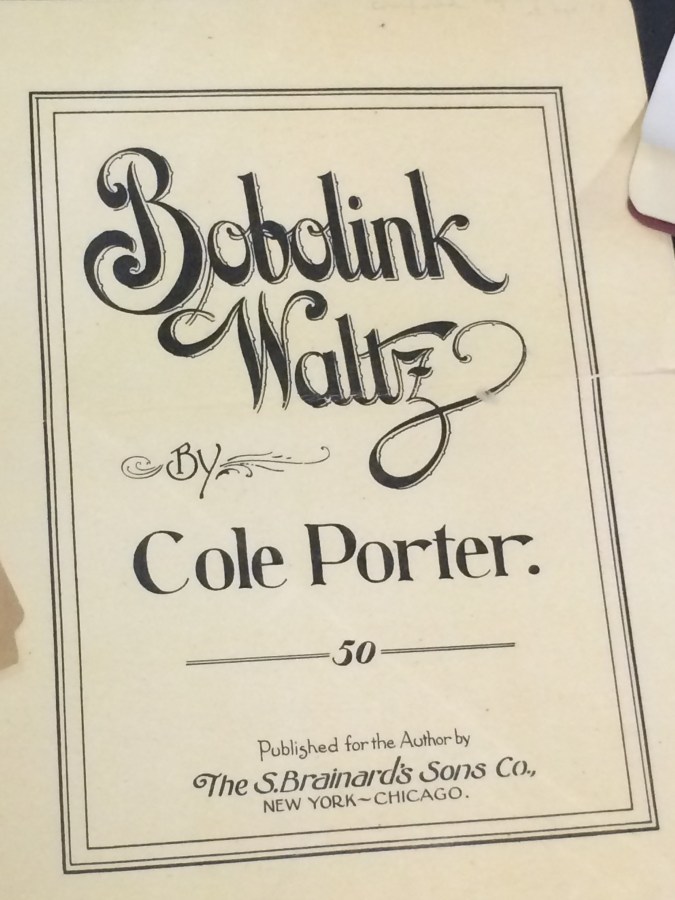 Bobolink
Waltz
BY
Cole Porter.
50
Published for the Author by
The S. Brainard's Sons Co.,
NEW YORK~CHICAGO.